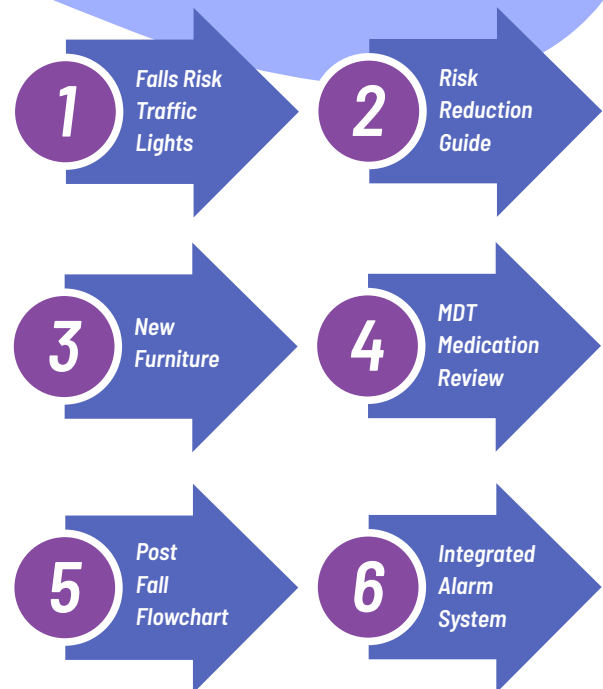 1
Falls Risk
Traffic
Lights
2
Risk
Reduction
Guide
3
New
Furniture
4
MDT
Medication
Review
5
Post
Fall
Flowchart
6
Integrated
Alarm
System